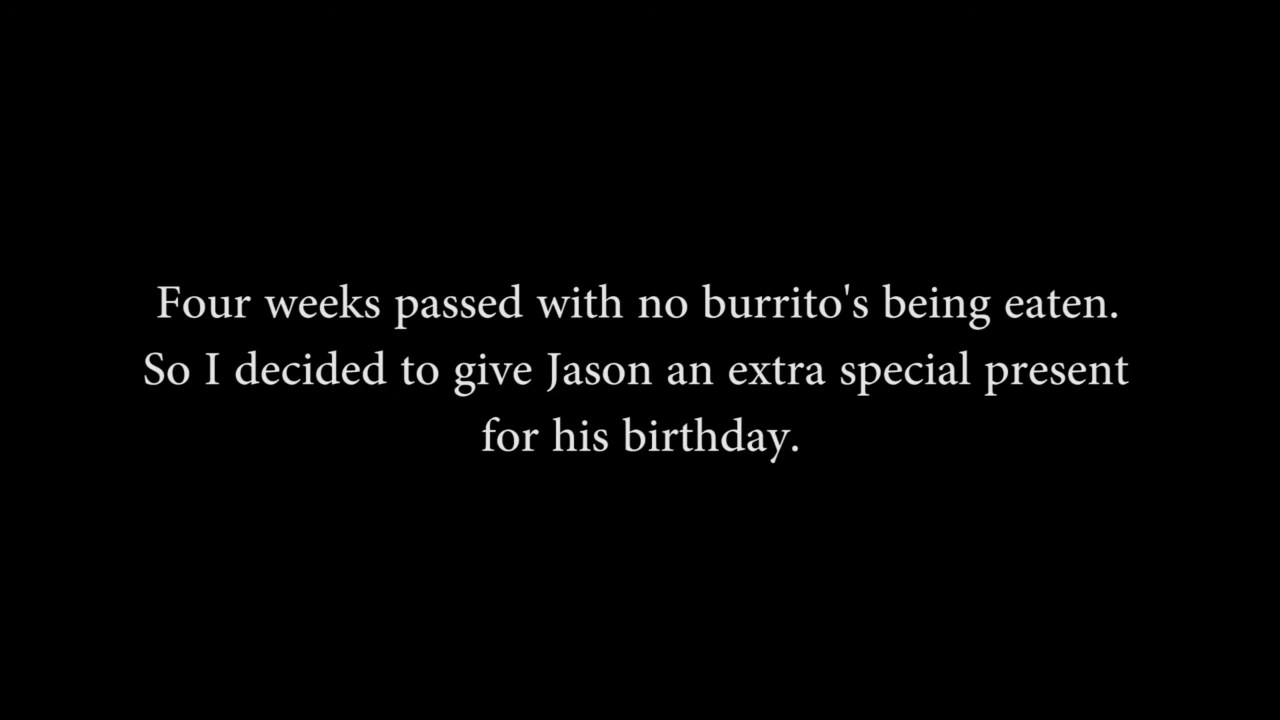 Four weeks passed with no burrito's being eaten.
So I decided to give Jason an extra special present
for his birthday.